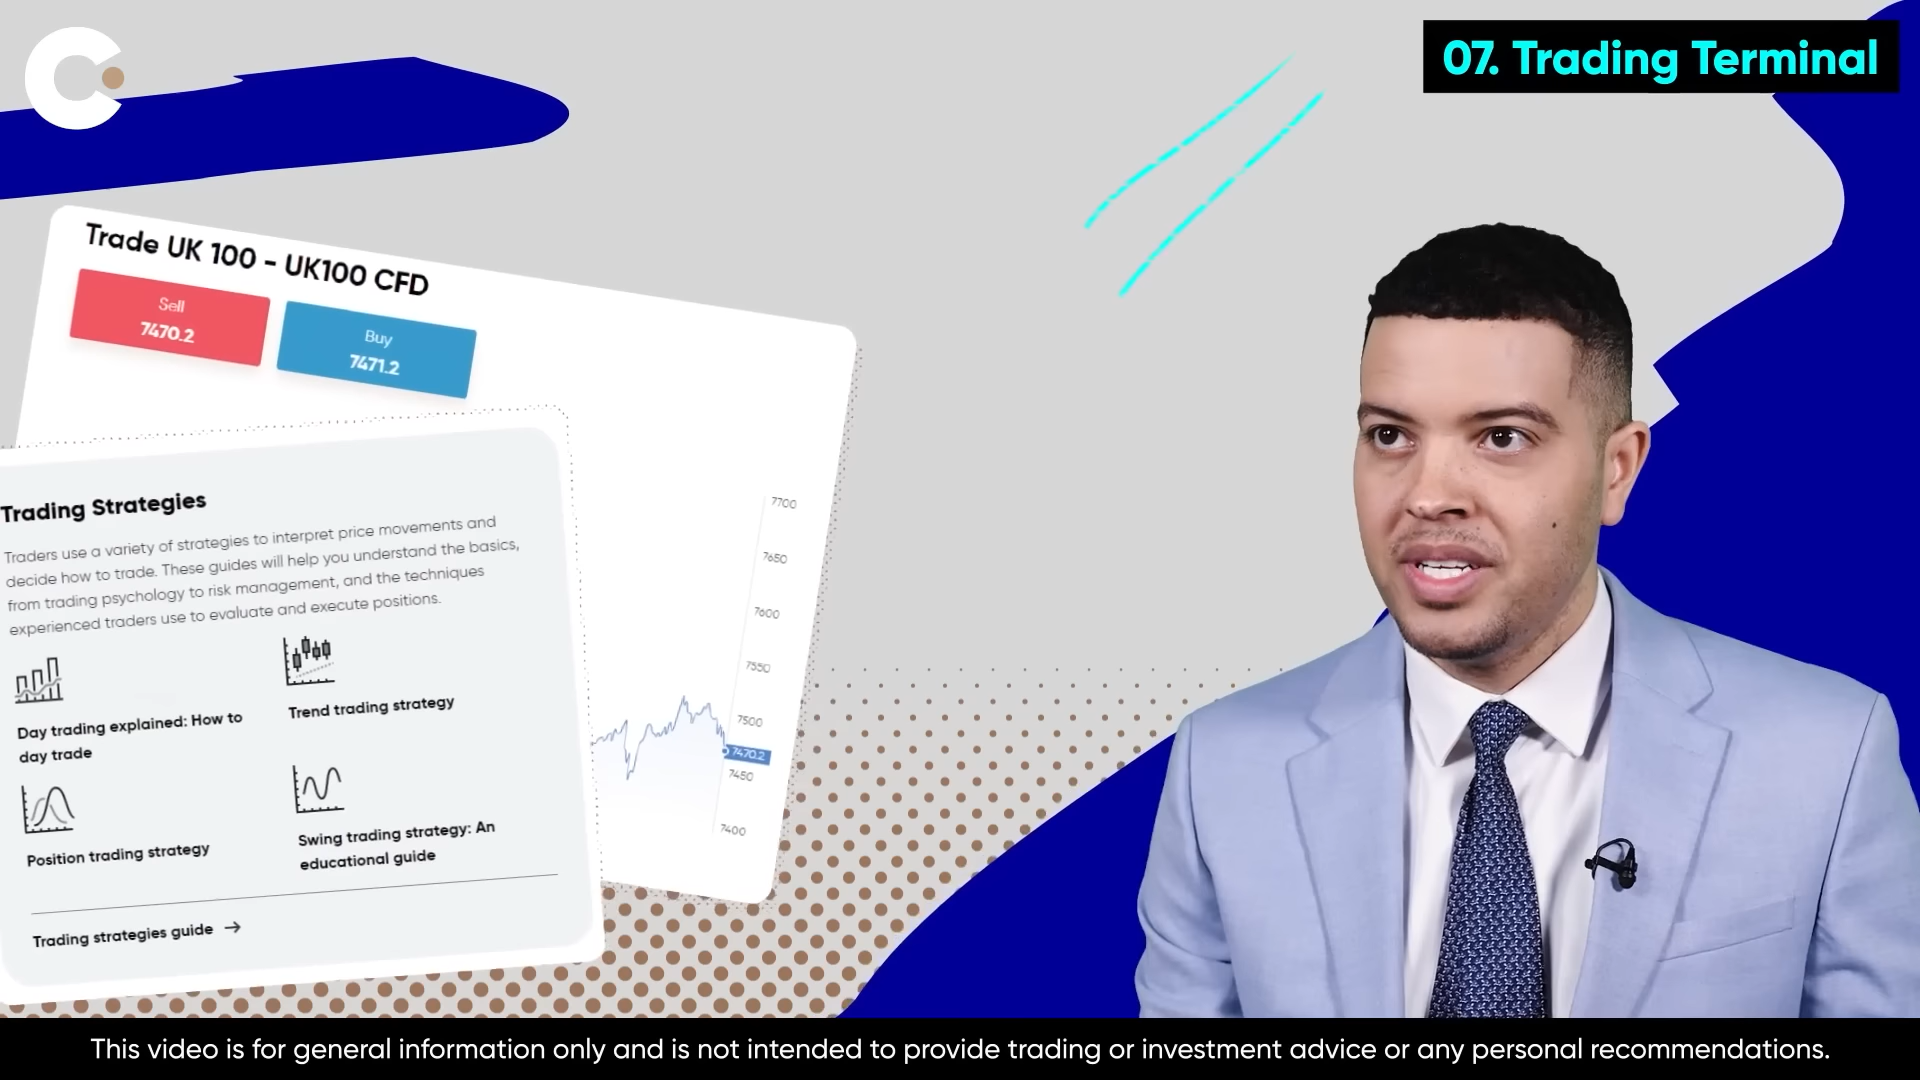 07. Trading Terminal
Trade UK 100 - UK100 CFD
Sell
7470.2
Buy
7471.2
7700
7650
7600
7550
7500
7470.2
7450
7400
Trading Strategies
Traders use a variety of strategies to interpret price movements and
decide how to trade. These guides will help you understand the basics,
from trading psychology to risk management, and the techniques
experienced traders use to evaluate and execute positions.
Day trading explained: How to
day trade
Trend trading strategy
Position trading strategy
Swing trading strategy: An
educational guide
Trading strategies guide →
This video is for general information only and is not intended to provide trading or investment advice or any personal recommendations.